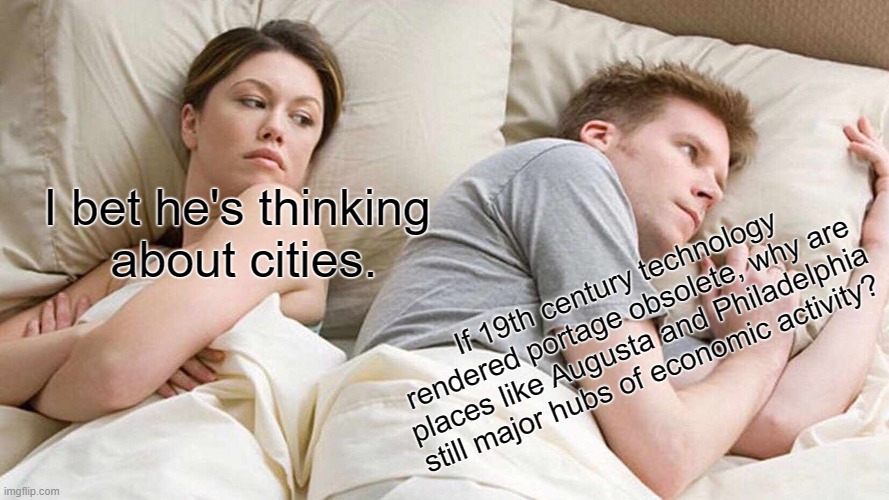 I bet he's thinking
about cities.
If 19th century technology
rendered portage obsolete, why are
places like Augusta and Philadelphia
still major hubs of economic activity?
imgflip.com